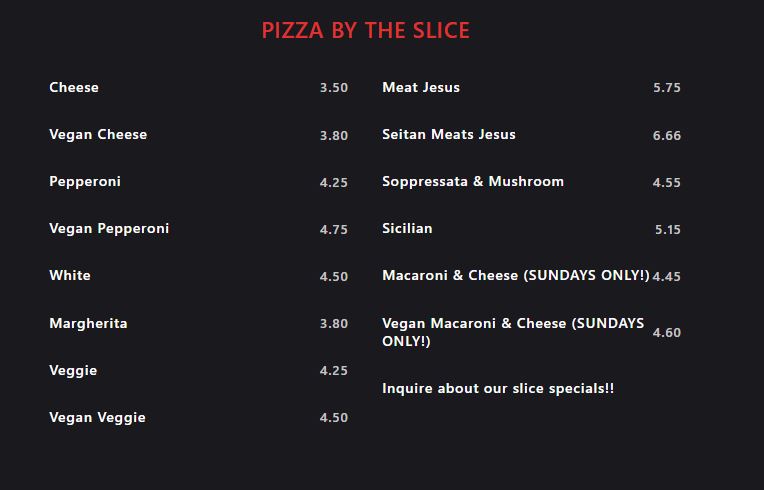 PIZZA BY THE SLICE
Cheese 3.50
Vegan Cheese 3.80
Pepperoni 4.25
Vegan Pepperoni 4.75
White 4.50
Margherita 3.80
Veggie 4.25
Vegan Veggie 4.50
Meat Jesus 5.75
Seitan Meats Jesus 6.66
Soppressata & Mushroom 4.55
Sicilian 5.15
Macaroni & Cheese (SUNDAYS ONLY!) 4.45
Vegan Macaroni & Cheese (SUNDAYS
ONLY!) 4.60
Inquire about our slice specials!!